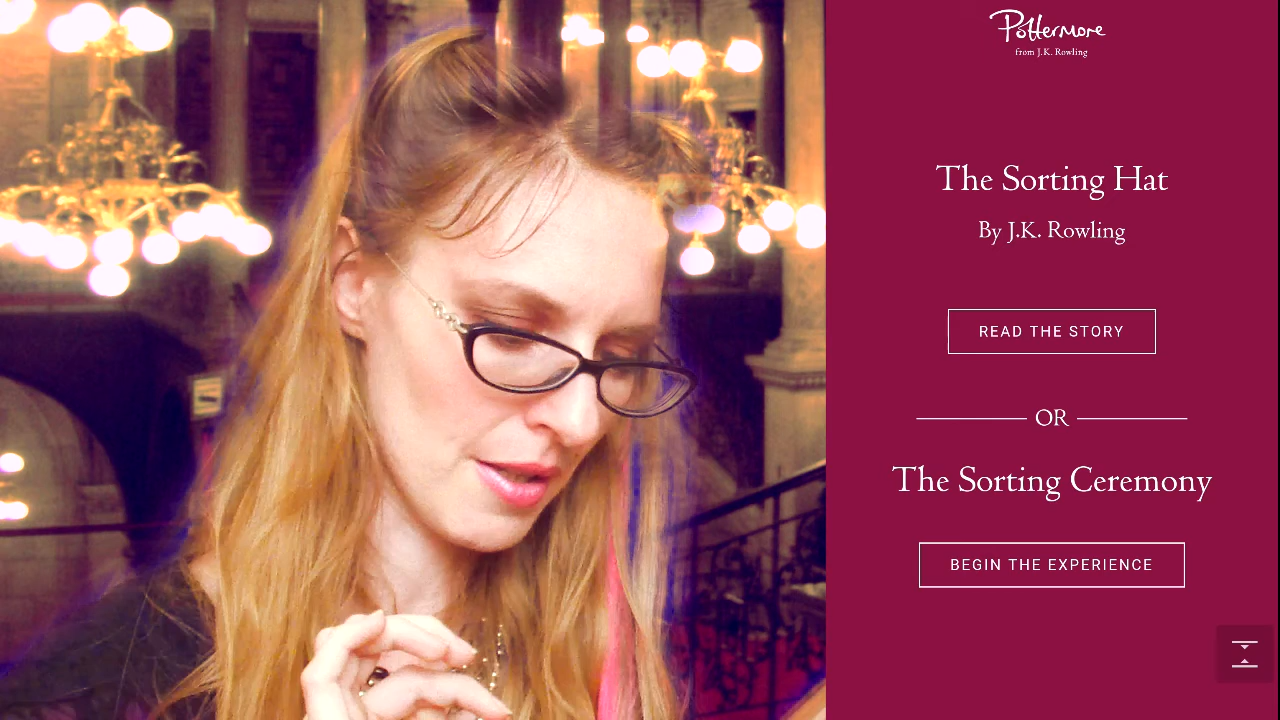 Pottermore
from J.K. Rowling
The Sorting Hat
By J.K. Rowling
READ THE STORY
OR
The Sorting Ceremony
BEGIN THE EXPERIENCE